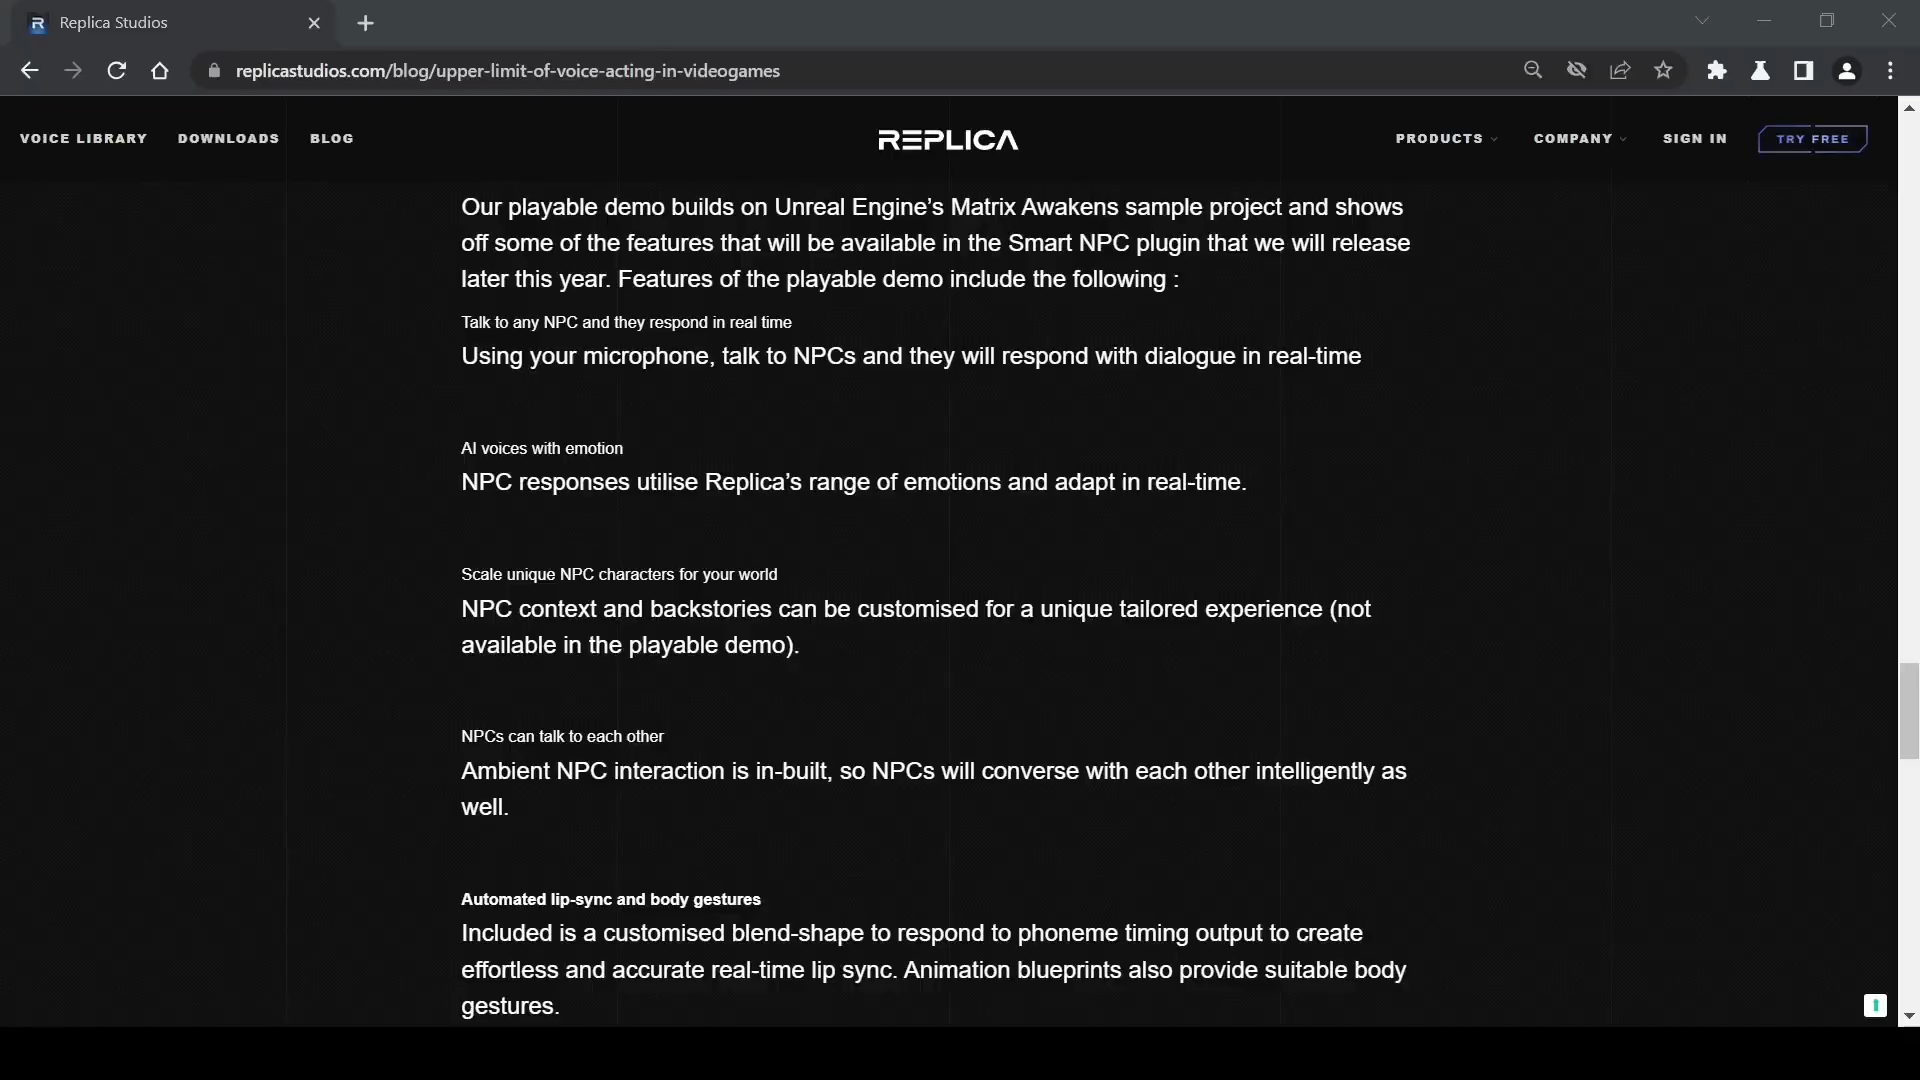 Replica Studios
replicastudios.com/blog/upper-limit-of-voice-acting-in-videogames
VOICE LIBRARY DOWNLOADS BLOG REPLICA PRODUCTS COMPANY SIGN IN TRY FREE
Our playable demo builds on Unreal Engine’s Matrix Awakens sample project and shows
off some of the features that will be available in the Smart NPC plugin that we will release
later this year. Features of the playable demo include the following :
Talk to any NPC and they respond in real time
Using your microphone, talk to NPCs and they will respond with dialogue in real-time
AI voices with emotion
NPC responses utilise Replica’s range of emotions and adapt in real-time.
Scale unique NPC characters for your world
NPC context and backstories can be customised for a unique tailored experience (not
available in the playable demo).
NPCs can talk to each other
Ambient NPC interaction is in-built, so NPCs will converse with each other intelligently as
well.
Automated lip-sync and body gestures
Included is a customised blend-shape to respond to phoneme timing output to create
effortless and accurate real-time lip sync. Animation blueprints also provide suitable body
gestures.